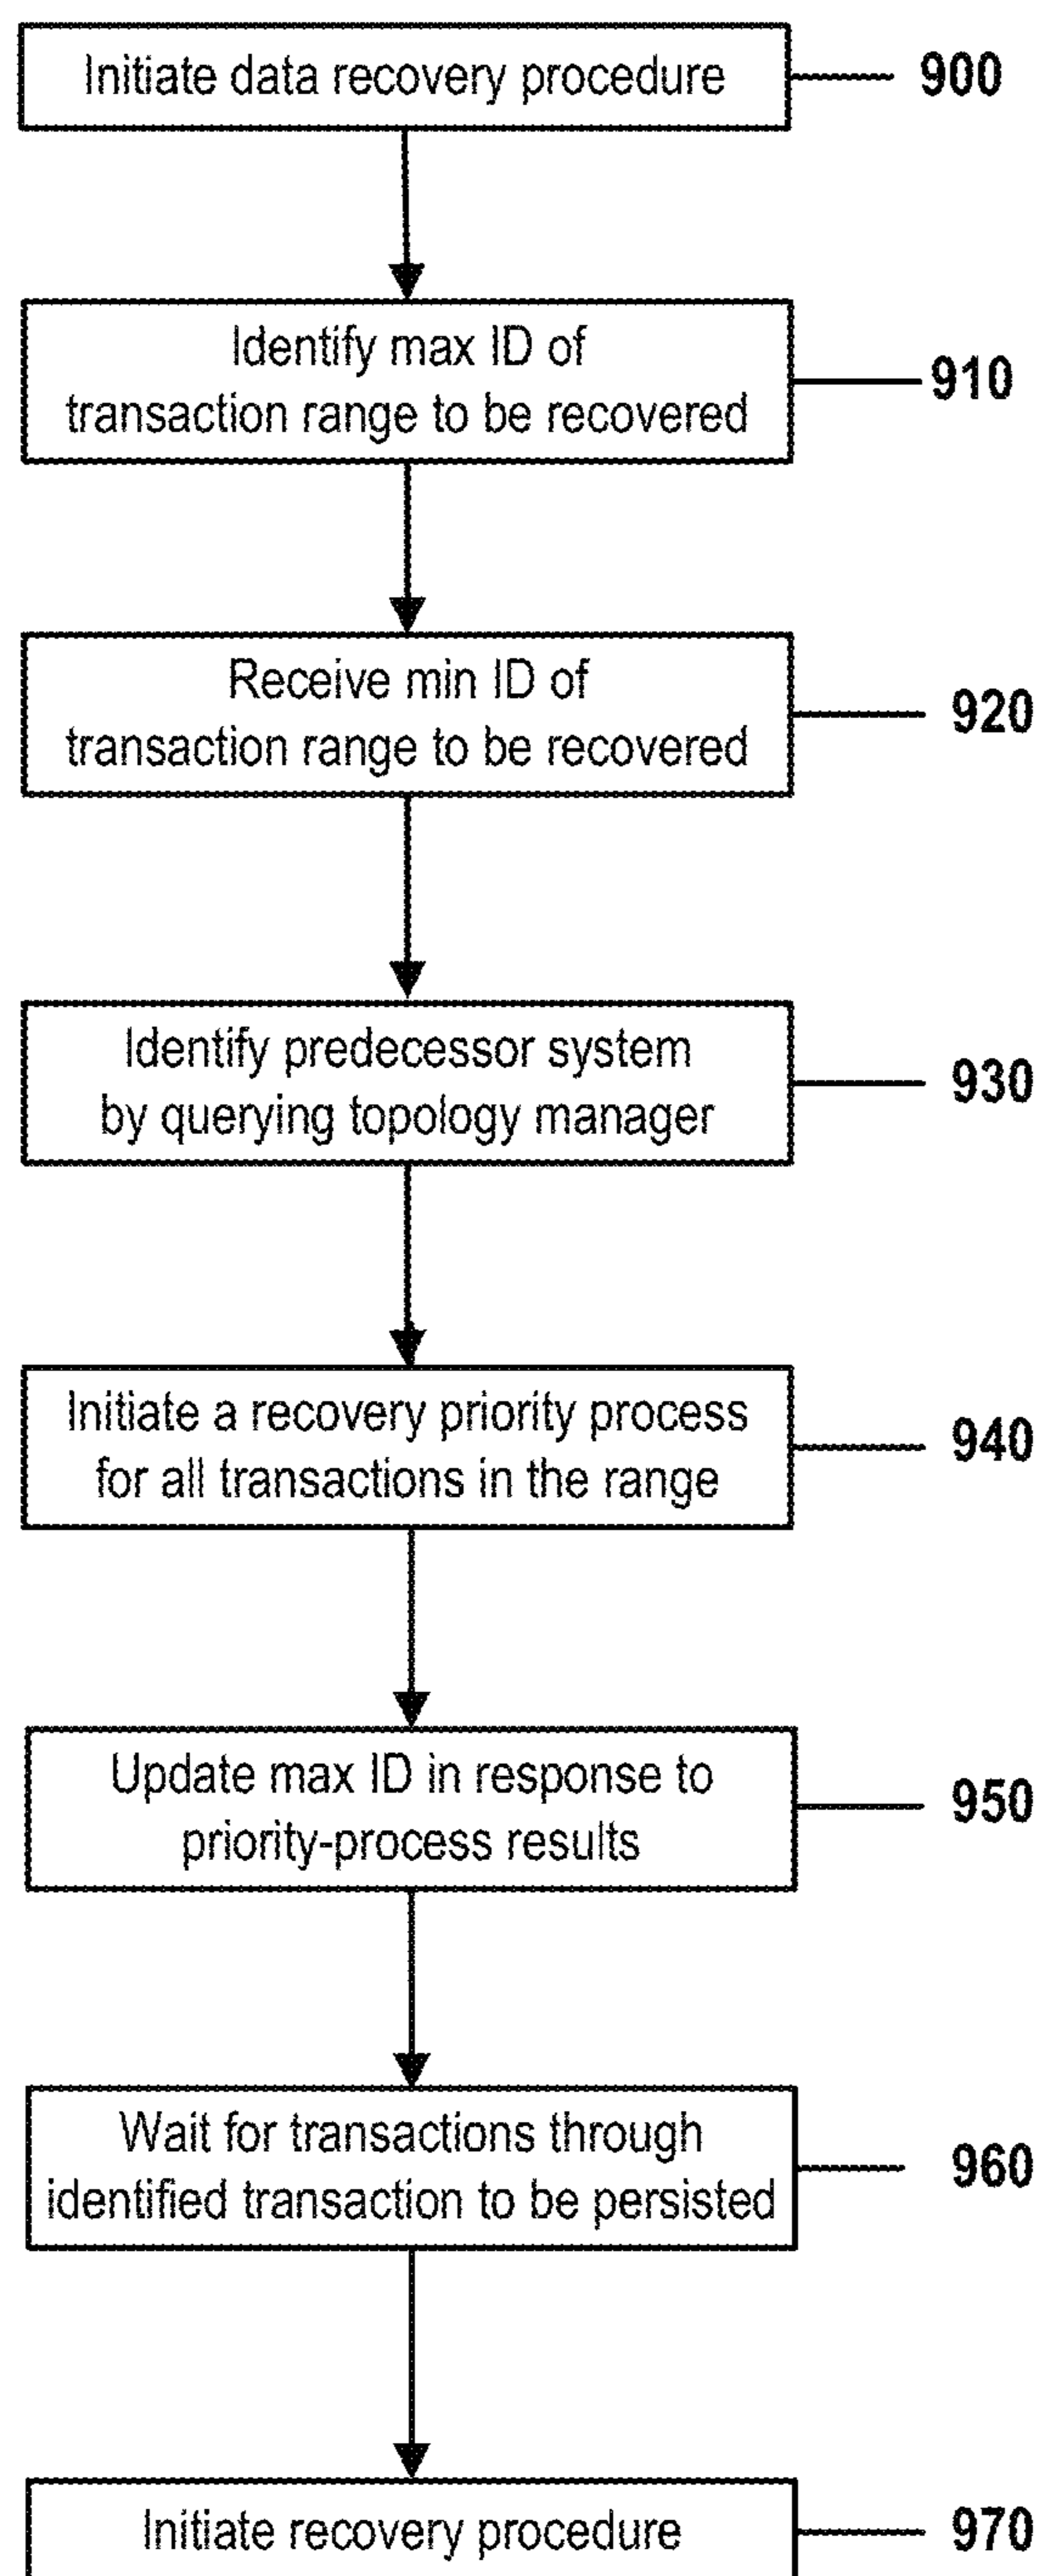 Initiate data recovery procedure
900
Identify max ID of
transaction range to be recovered
910
Receive min ID of
transaction range to be recovered
920
Identify predecessor system
by querying topology manager
930
Initiate a recovery priority process
for all transactions in the range
940
Update max ID in response to
priority-process results
950
Wait for transactions through
identified transaction to be persisted
960
Initiate recovery procedure
970